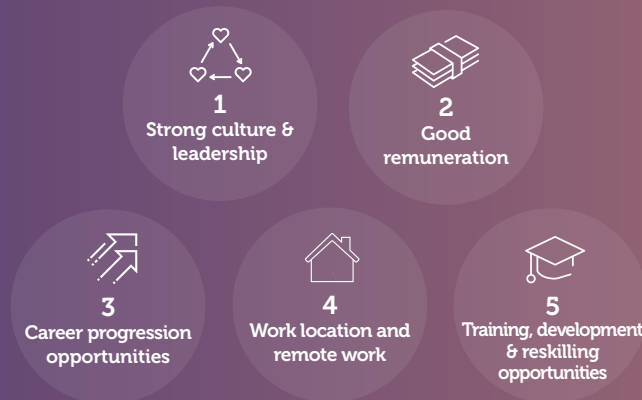 1
Strong culture &
leadership
2
Good
remuneration
3
Career progression
opportunities
4
Work location and
remote work
5
Training, development
& reskilling
opportunities